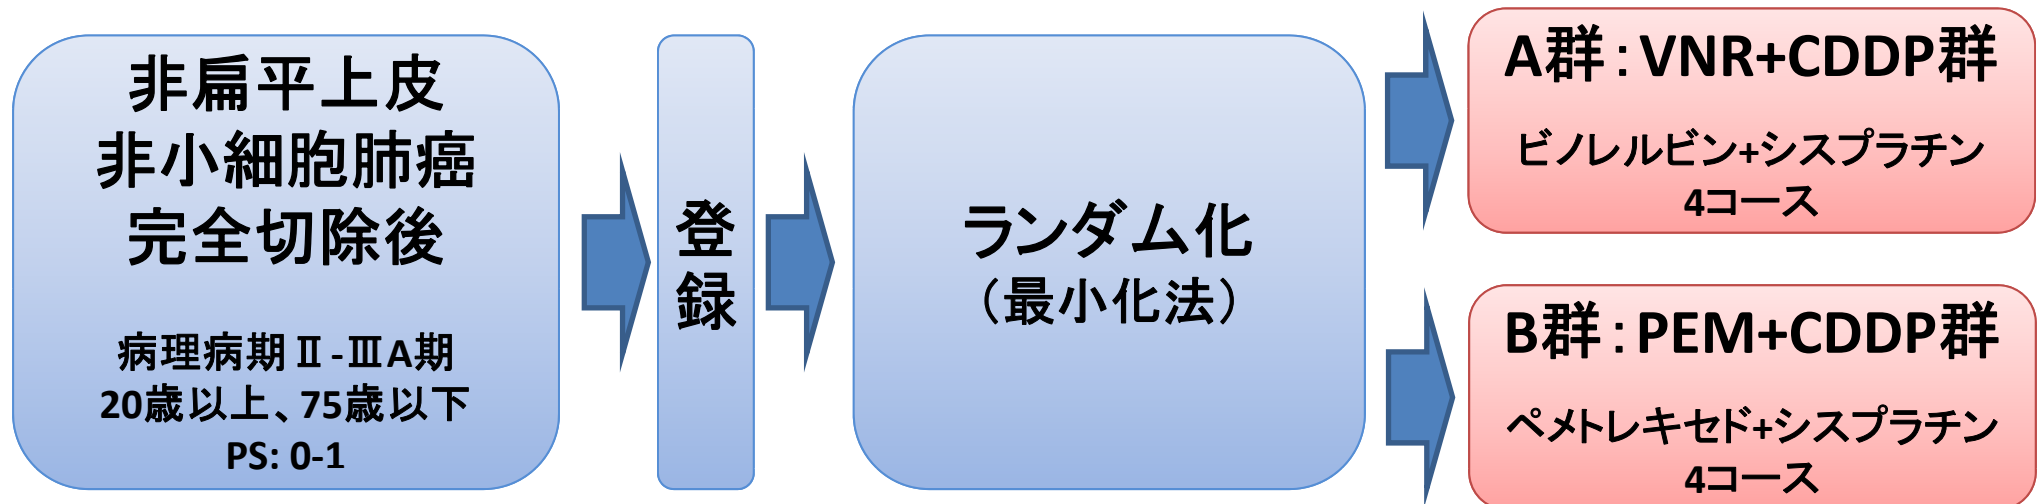 非扁平上皮
非小細胞肺癌
完全切除後
病理病期Ⅱ-ⅢA期
20歳以上、75歳以下
PS: 0-1
登
録
ランダム化
（最小化法）
A群：VNR+CDDP群
ビノレルビン+シスプラチン
4コース
B群：PEM+CDDP群
ペメトレキセド+シスプラチン
4コース